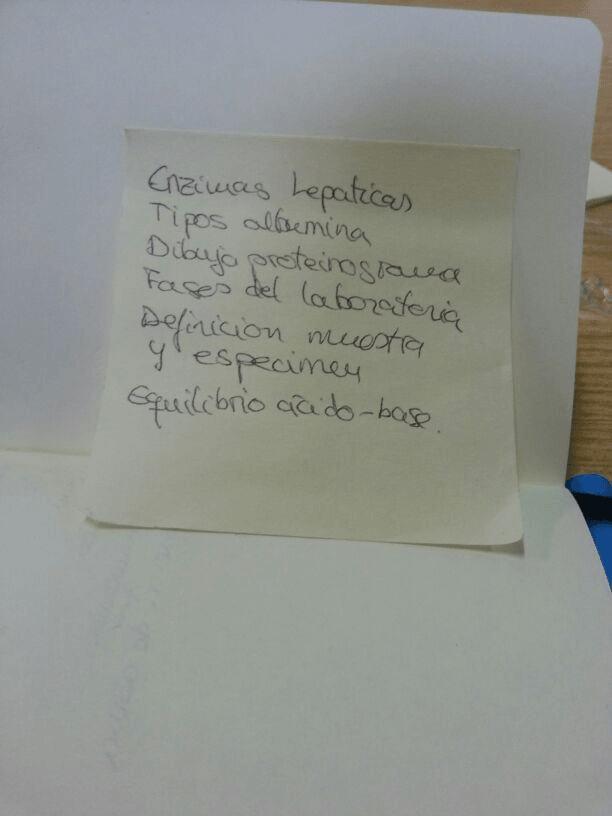 Enzimas hepaticas
Tipos albumina
Dibujo proteinograma
Fases del laboratorio
Definicion muestra
y especimen
Equilibrio ácido-base.